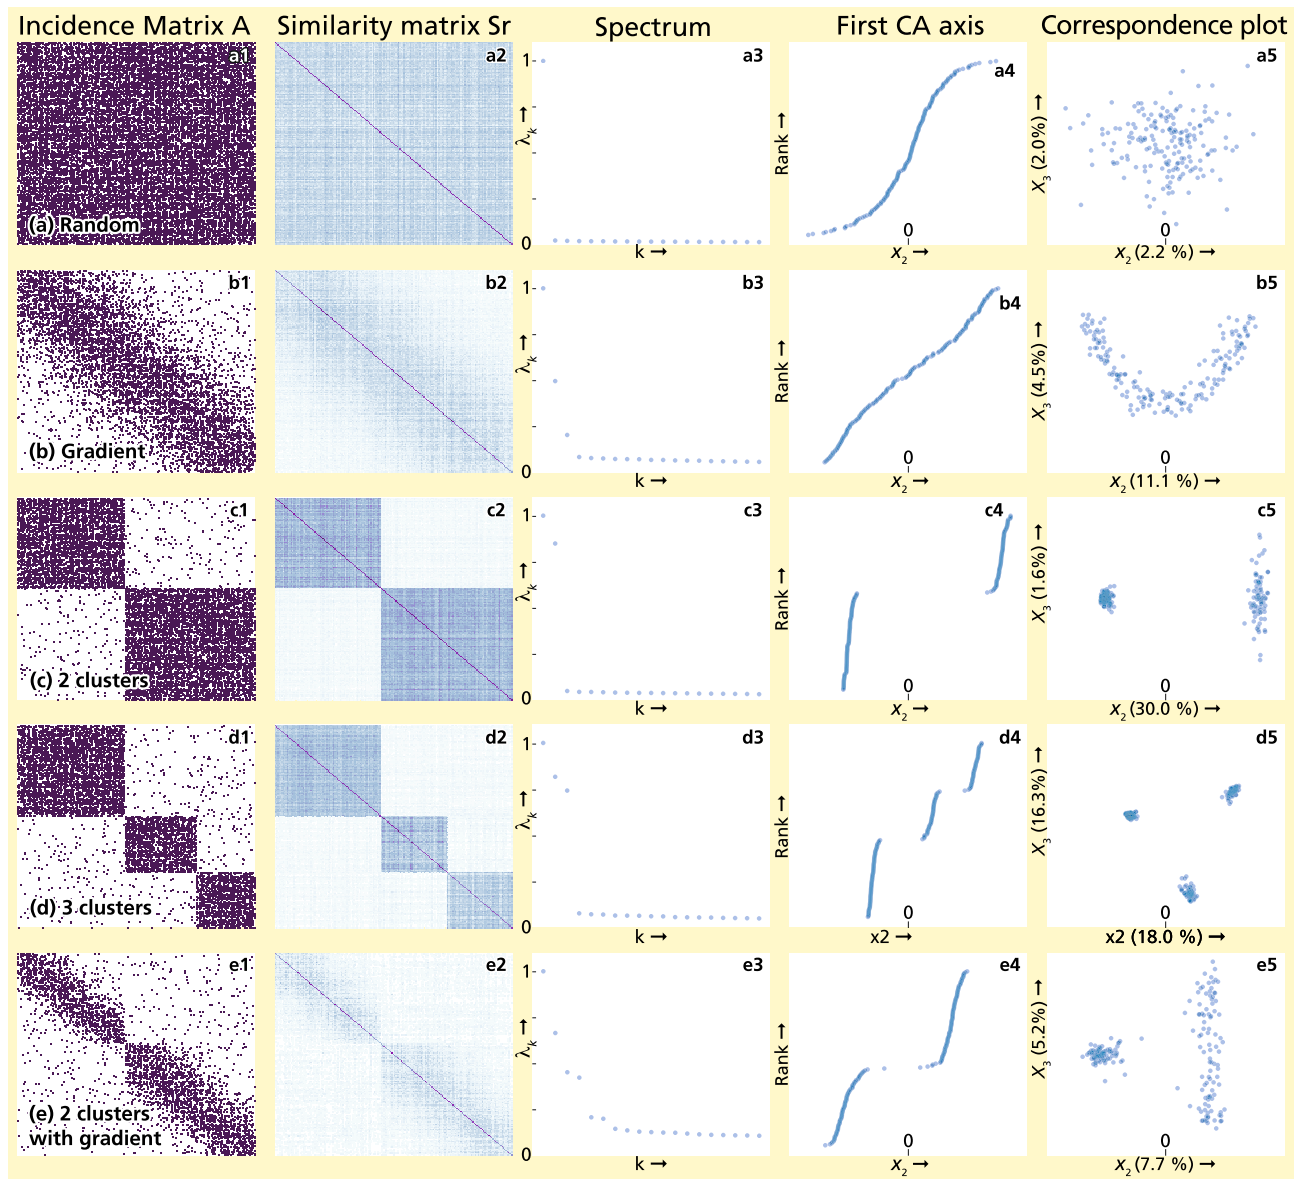 Incidence Matrix A
Similarity matrix Sr
Spectrum
First CA axis
Correspondence plot
a1
(a) Random
a2
a3
1
λk →
0
k →
a4
Rank →
0
x2 →
a5
X3 (2.0%) →
0
x2 (2.2 %) →
b1
(b) Gradient
b2
b3
1
λk →
0
k →
b4
Rank →
0
x2 →
b5
X3 (4.5%) →
0
x2 (11.1 %) →
c1
(c) 2 clusters
c2
c3
1
λk →
0
k →
c4
Rank →
0
x2 →
c5
X3 (1.6%) →
0
x2 (30.0 %) →
d1
(d) 3 clusters
d2
d3
1
λk →
0
k →
d4
Rank →
0
x2 →
d5
X3 (16.3%) →
0
x2 (18.0 %) →
e1
(e) 2 clusters
with gradient
e2
e3
1
λk →
0
k →
e4
Rank →
0
x2 →
e5
X3 (5.2%) →
0
x2 (7.7 %) →